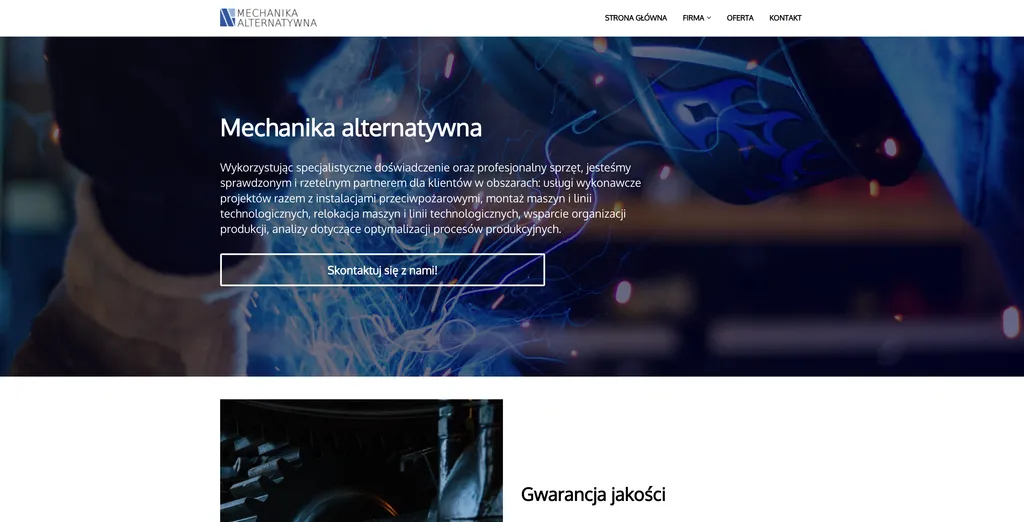 MECHANIKA
ALTERNATYWNA
STRONA GŁÓWNA
FIRMA
OFERTA
KONTAKT
Mechanika alternatywna
Wykorzystując specjalistyczne doświadczenie oraz profesjonalny sprzęt, jesteśmy
sprawdzonym i rzetelnym partnerem dla klientów w obszarach: usługi wykonawcze
projektów razem z instalacjami przeciwpożarowymi, montaż maszyn i linii
technologicznych, relokacja maszyn i linii technologicznych, wsparcie organizacji
produkcji, analizy dotyczące optymalizacji procesów produkcyjnych.
Skontaktuj się z nami!
Gwarancja jakości